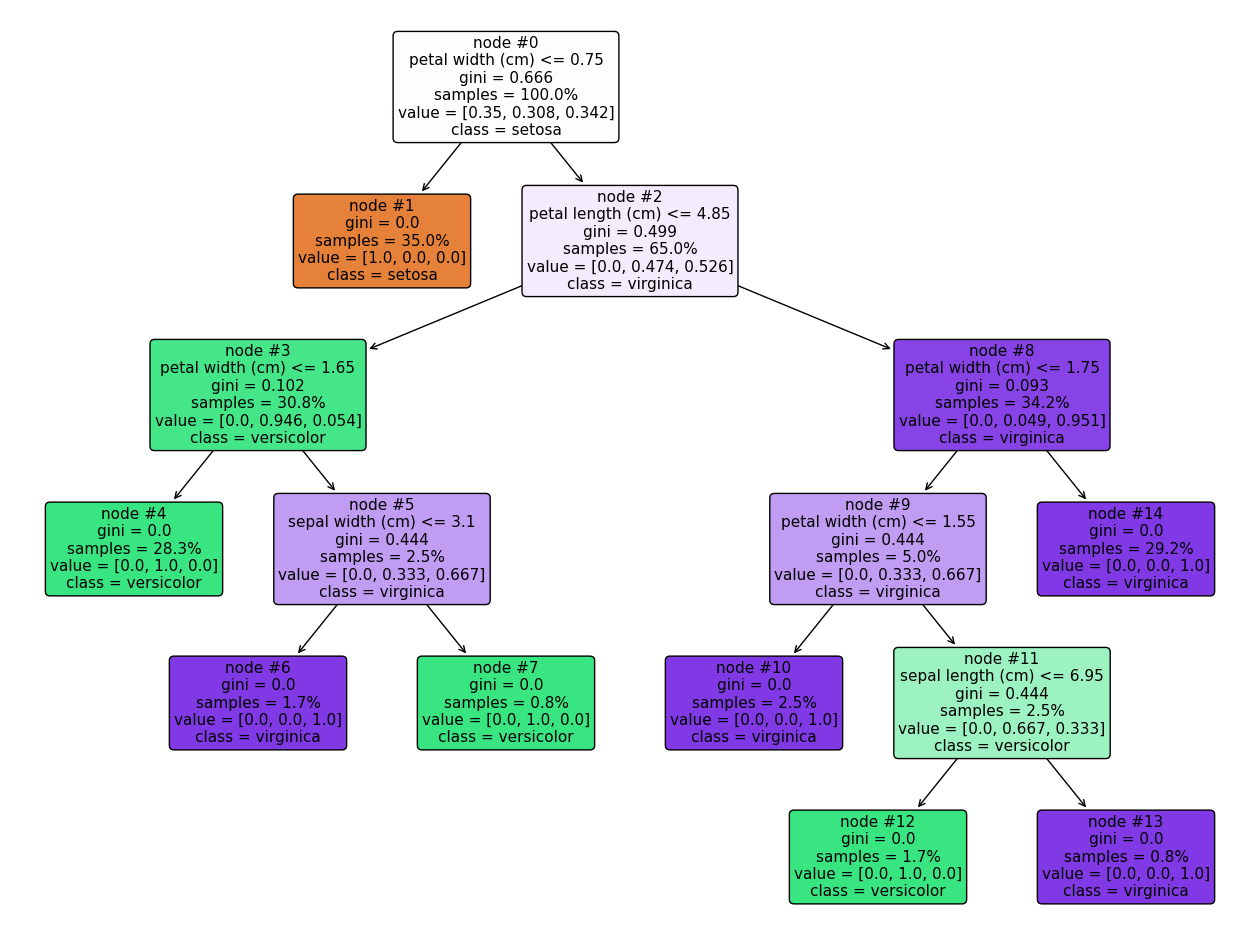 node #0
petal width (cm) <= 0.75
gini = 0.666
samples = 100.0%
value = [0.35, 0.308, 0.342]
class = setosa
node #1
gini = 0.0
samples = 35.0%
value = [1.0, 0.0, 0.0]
class = setosa
node #2
petal length (cm) <= 4.85
gini = 0.499
samples = 65.0%
value = [0.0, 0.474, 0.526]
class = virginica
node #3
petal width (cm) <= 1.65
gini = 0.102
samples = 30.8%
value = [0.0, 0.946, 0.054]
class = versicolor
node #8
petal width (cm) <= 1.75
gini = 0.093
samples = 34.2%
value = [0.0, 0.049, 0.951]
class = virginica
node #4
gini = 0.0
samples = 28.3%
value = [0.0, 1.0, 0.0]
class = versicolor
node #5
sepal width (cm) <= 3.1
gini = 0.444
samples = 2.5%
value = [0.0, 0.333, 0.667]
class = virginica
node #9
petal width (cm) <= 1.55
gini = 0.444
samples = 5.0%
value = [0.0, 0.333, 0.667]
class = virginica
node #14
gini = 0.0
samples = 29.2%
value = [0.0, 0.0, 1.0]
class = virginica
node #6
gini = 0.0
samples = 1.7%
value = [0.0, 0.0, 1.0]
class = virginica
node #7
gini = 0.0
samples = 0.8%
value = [0.0, 1.0, 0.0]
class = versicolor
node #10
gini = 0.0
samples = 2.5%
value = [0.0, 0.0, 1.0]
class = virginica
node #11
sepal length (cm) <= 6.95
gini = 0.444
samples = 2.5%
value = [0.0, 0.667, 0.333]
class = versicolor
node #12
gini = 0.0
samples = 1.7%
value = [0.0, 1.0, 0.0]
class = versicolor
node #13
gini = 0.0
samples = 0.8%
value = [0.0, 0.0, 1.0]
class = virginica